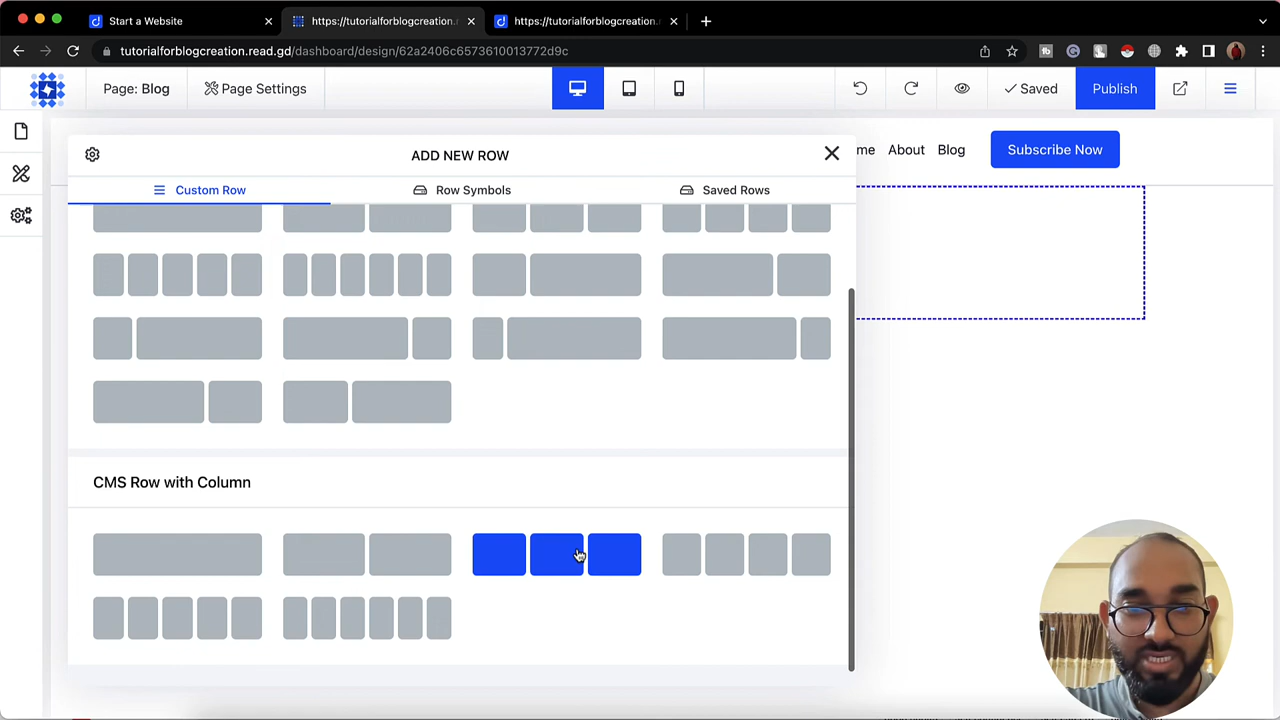 Start a Website
https://tutorialforblogcreation.
https://tutorialforblogcreation.
tutorialforblogcreation.read.gd/dashboard/design/62a2406c6573610013772d9c
Page: Blog
Page Settings
Saved
Publish
ADD NEW ROW
me
About
Blog
Subscribe Now
Custom Row
Row Symbols
Saved Rows
CMS Row with Column